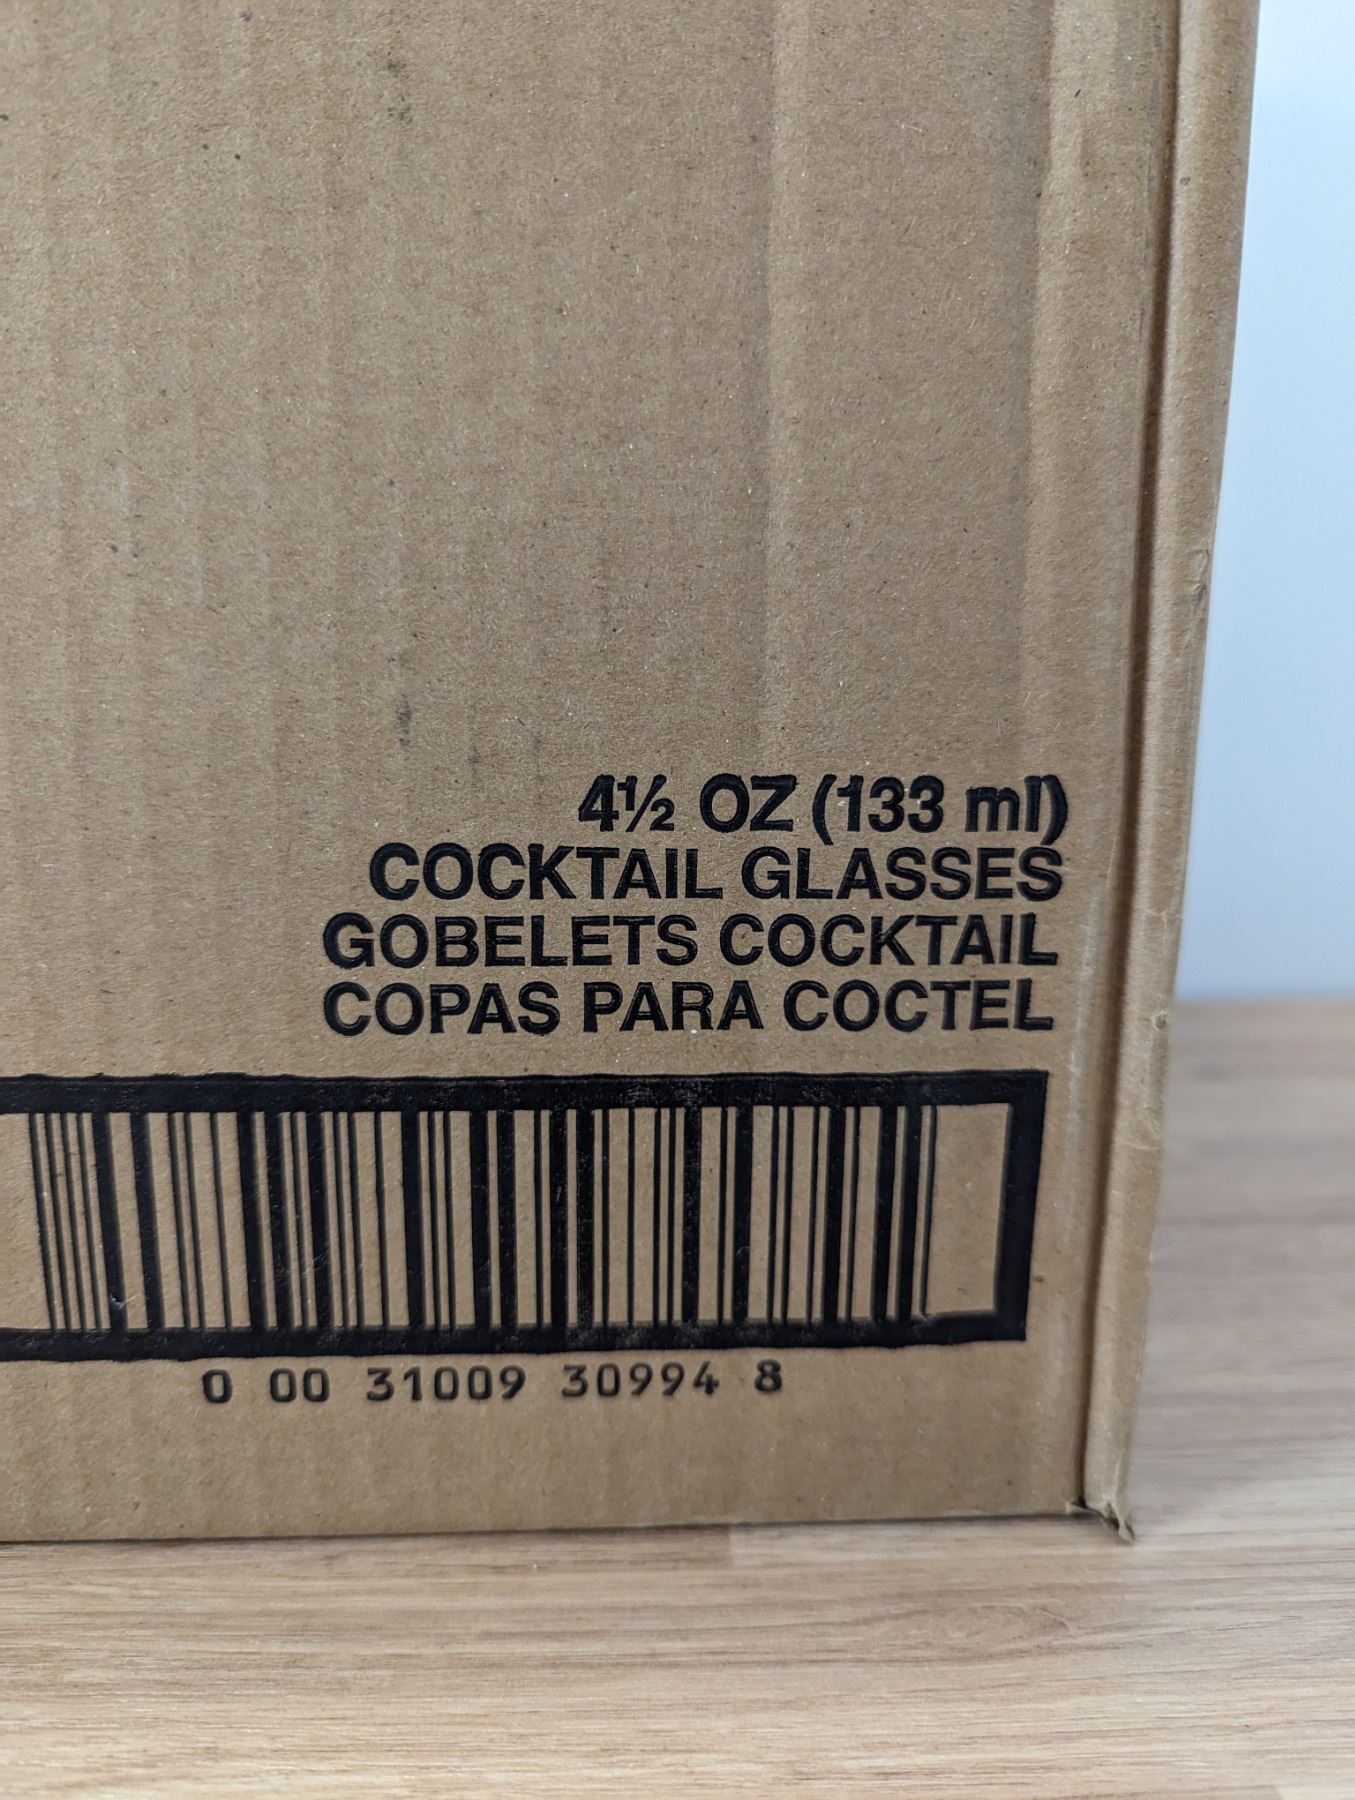 4½ OZ (133 ml)
COCKTAIL GLASSES
GOBELETS COCKTAIL
COPAS PARA COCTEL
0 00 31009 30994 8